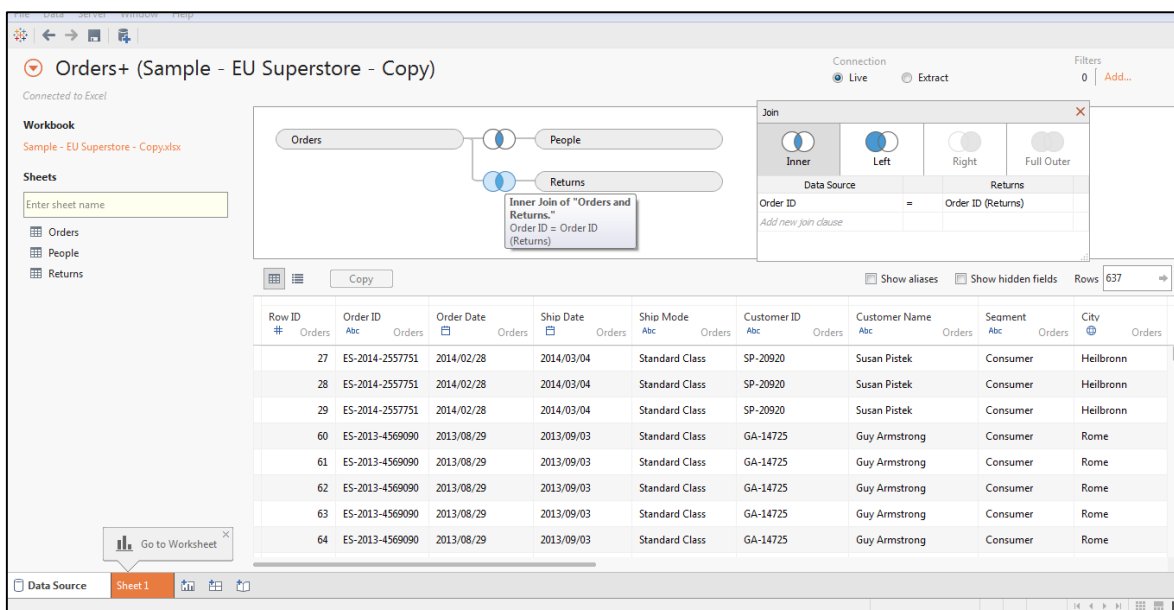 File Data Server Window Help
Orders+ (Sample - EU Superstore - Copy)
Connected to Excel
Connection
Live Extract
Filters
0 Add...
Workbook
Sample - EU Superstore - Copy.xlsx
Sheets
Enter sheet name
Orders
People
Returns
Orders People
Returns
Inner Join of "Orders and
Returns."
Order ID = Order ID
(Returns)
Join
Inner Left Right Full Outer
Data Source Returns
Order ID = Order ID (Returns)
Add new join clause
Copy Show aliases Show hidden fields Rows 637
Row ID Order ID Order Date Ship Date Ship Mode Customer ID Customer Name Segment City
# Orders Abc Orders Orders Orders Abc Orders Abc Orders Abc Orders Abc Orders Orders
27 ES-2014-2557751 2014/02/28 2014/03/04 Standard Class SP-20920 Susan Pistek Consumer Heilbronn
28 ES-2014-2557751 2014/02/28 2014/03/04 Standard Class SP-20920 Susan Pistek Consumer Heilbronn
29 ES-2014-2557751 2014/02/28 2014/03/04 Standard Class SP-20920 Susan Pistek Consumer Heilbronn
60 ES-2013-4569090 2013/08/29 2013/09/03 Standard Class GA-14725 Guy Armstrong Consumer Rome
61 ES-2013-4569090 2013/08/29 2013/09/03 Standard Class GA-14725 Guy Armstrong Consumer Rome
62 ES-2013-4569090 2013/08/29 2013/09/03 Standard Class GA-14725 Guy Armstrong Consumer Rome
63 ES-2013-4569090 2013/08/29 2013/09/03 Standard Class GA-14725 Guy Armstrong Consumer Rome
64 ES-2013-4569090 2013/08/29 2013/09/03 Standard Class GA-14725 Guy Armstrong Consumer Rome
Go to Worksheet
Data Source Sheet 1